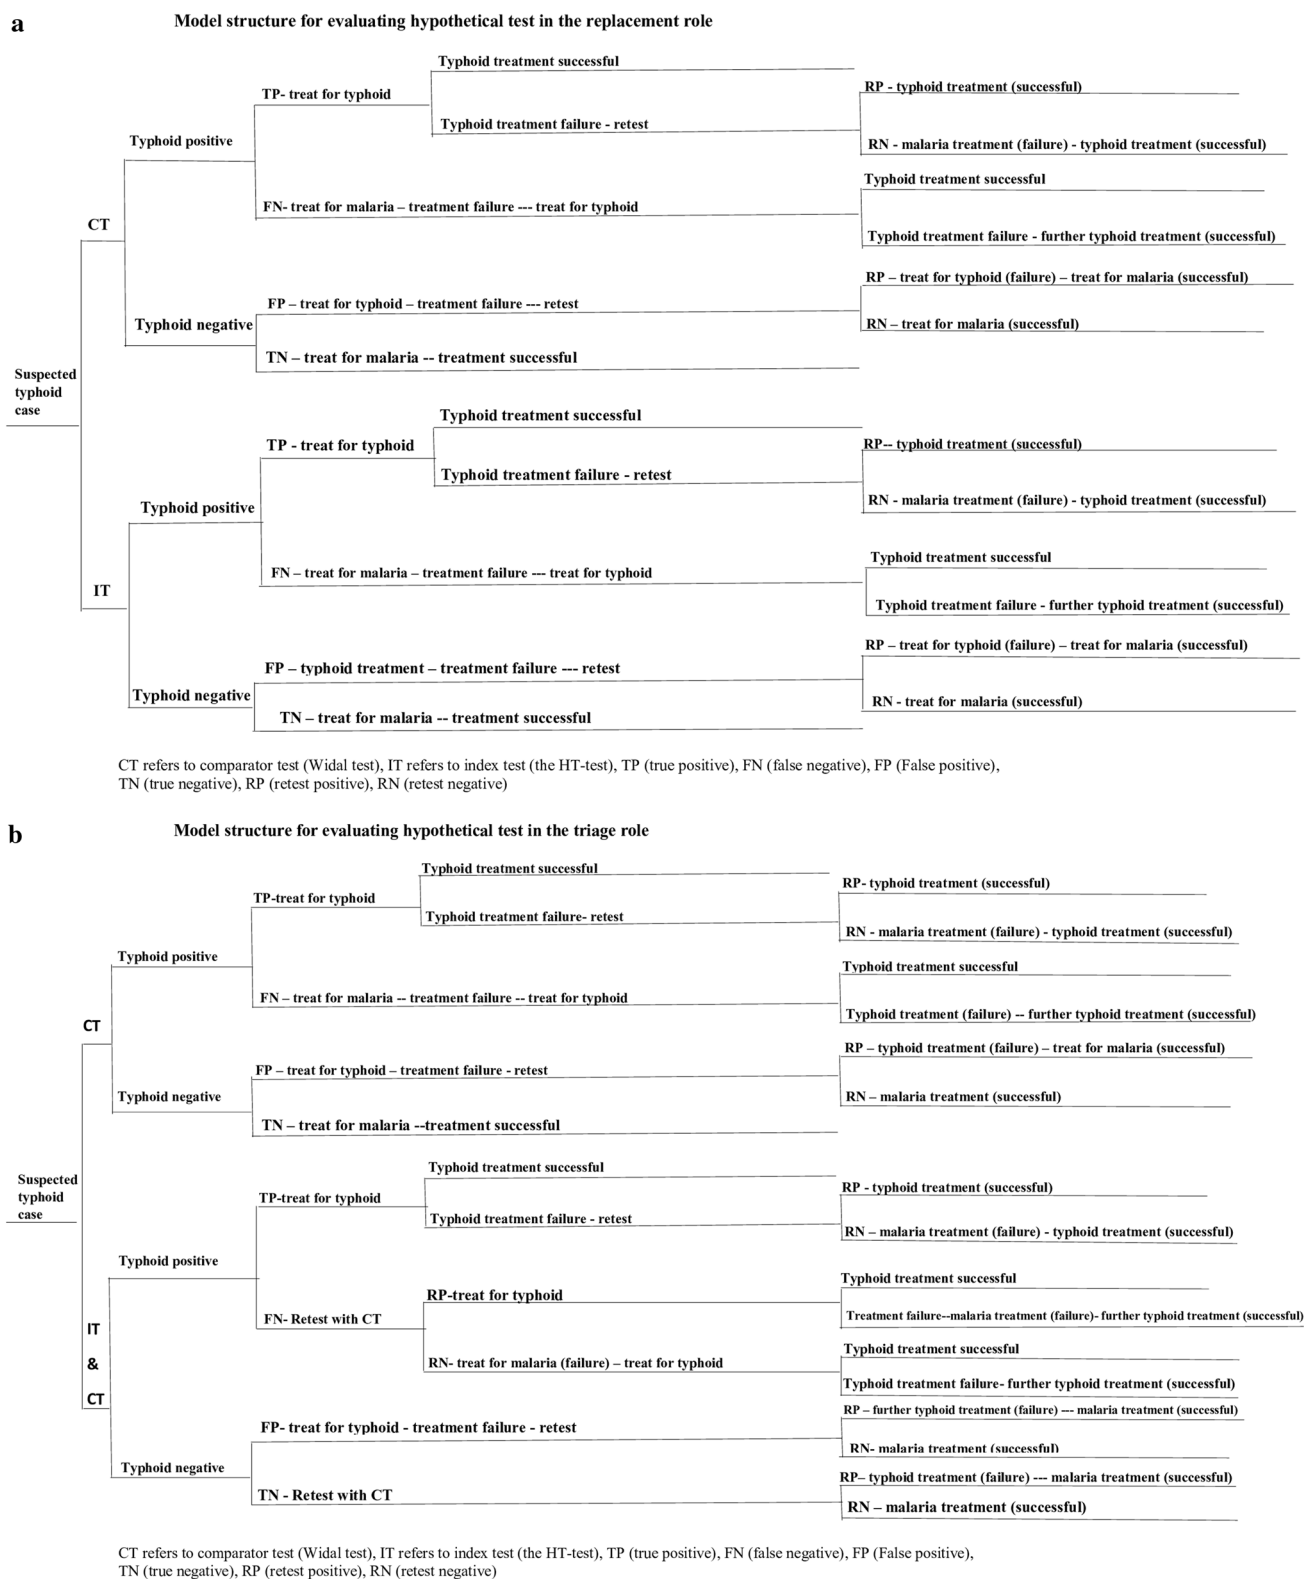 a
Model structure for evaluating hypothetical test in the replacement role
Typhoid treatment successful
TP- treat for typhoid
RP - typhoid treatment (successful)
Typhoid treatment failure - retest
Typhoid positive
RN - malaria treatment (failure) - typhoid treatment (successful)
Typhoid treatment successful
FN- treat for malaria – treatment failure --- treat for typhoid
CT
Typhoid treatment failure - further typhoid treatment (successful)
RP – treat for typhoid (failure) – treat for malaria (successful)
FP – treat for typhoid – treatment failure --- retest
Typhoid negative
RN – treat for malaria (successful)
TN – treat for malaria -- treatment successful
Suspected
typhoid
case
Typhoid treatment successful
TP - treat for typhoid
RP-- typhoid treatment (successful)
Typhoid treatment failure - retest
RN - malaria treatment (failure) - typhoid treatment (successful)
Typhoid positive
Typhoid treatment successful
FN – treat for malaria – treatment failure --- treat for typhoid
IT
Typhoid treatment failure - further typhoid treatment (successful)
RP – treat for typhoid (failure) – treat for malaria (successful)
FP – typhoid treatment – treatment failure --- retest
Typhoid negative
RN - treat for malaria (successful)
TN – treat for malaria -- treatment successful
CT refers to comparator test (Widal test), IT refers to index test (the HT-test), TP (true positive), FN (false negative), FP (False positive),
TN (true negative), RP (retest positive), RN (retest negative)
b
Model structure for evaluating hypothetical test in the triage role
Typhoid treatment successful
RP- typhoid treatment (successful)
TP-treat for typhoid
Typhoid treatment failure- retest
RN - malaria treatment (failure) - typhoid treatment (successful)
Typhoid positive
Typhoid treatment successful
FN – treat for malaria -- treatment failure -- treat for typhoid
Typhoid treatment (failure) -- further typhoid treatment (successful)
CT
RP – typhoid treatment (failure) – treat for malaria (successful)
FP – treat for typhoid – treatment failure - retest
Typhoid negative
RN – malaria treatment (successful)
TN – treat for malaria --treatment successful
Typhoid treatment successful
Suspected
typhoid
case
RP - typhoid treatment (successful)
TP-treat for typhoid
Typhoid treatment failure - retest
RN – malaria treatment (failure) - typhoid treatment (successful)
Typhoid positive
Typhoid treatment successful
RP-treat for typhoid
FN- Retest with CT
Treatment failure--malaria treatment (failure)- further typhoid treatment (successful)
IT
&
CT
Typhoid treatment successful
RN- treat for malaria (failure) – treat for typhoid
Typhoid treatment failure- further typhoid treatment (successful)
RP – further typhoid treatment (failure) --- malaria treatment (successful)
FP- treat for typhoid - treatment failure - retest
RN- malaria treatment (successful)
Typhoid negative
RP– typhoid treatment (failure) --- malaria treatment (successful)
TN - Retest with CT
RN – malaria treatment (successful)
CT refers to comparator test (Widal test), IT refers to index test (the HT-test), TP (true positive), FN (false negative), FP (False positive),
TN (true negative), RP (retest positive), RN (retest negative)